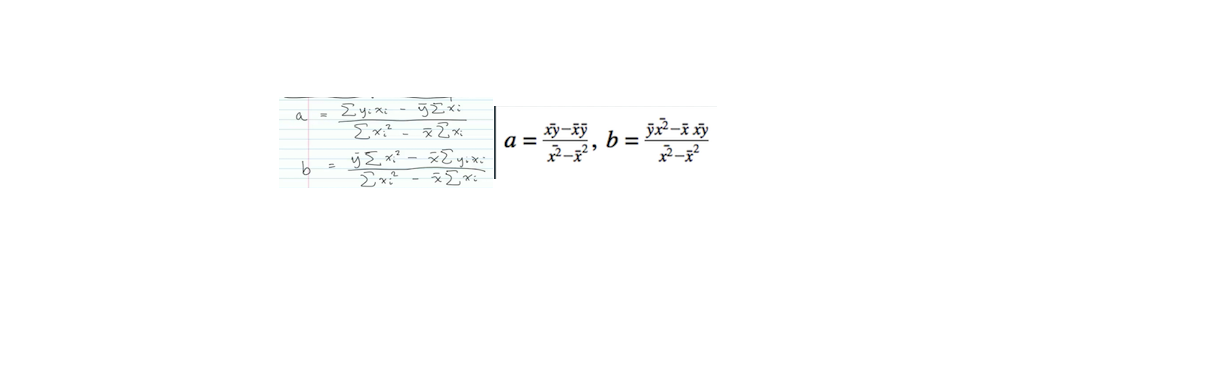 a = (Σyᵢxᵢ − ȳΣxᵢ) / (Σxᵢ² − x̄Σxᵢ)
b = (ȳΣxᵢ² − x̄Σyᵢxᵢ) / (Σxᵢ² − x̄Σxᵢ)
a = (x̄y − x̄ȳ) / (x̄² − x̄²), b = (ȳx̄² − x̄ x̄y) / (x̄² − x̄²)